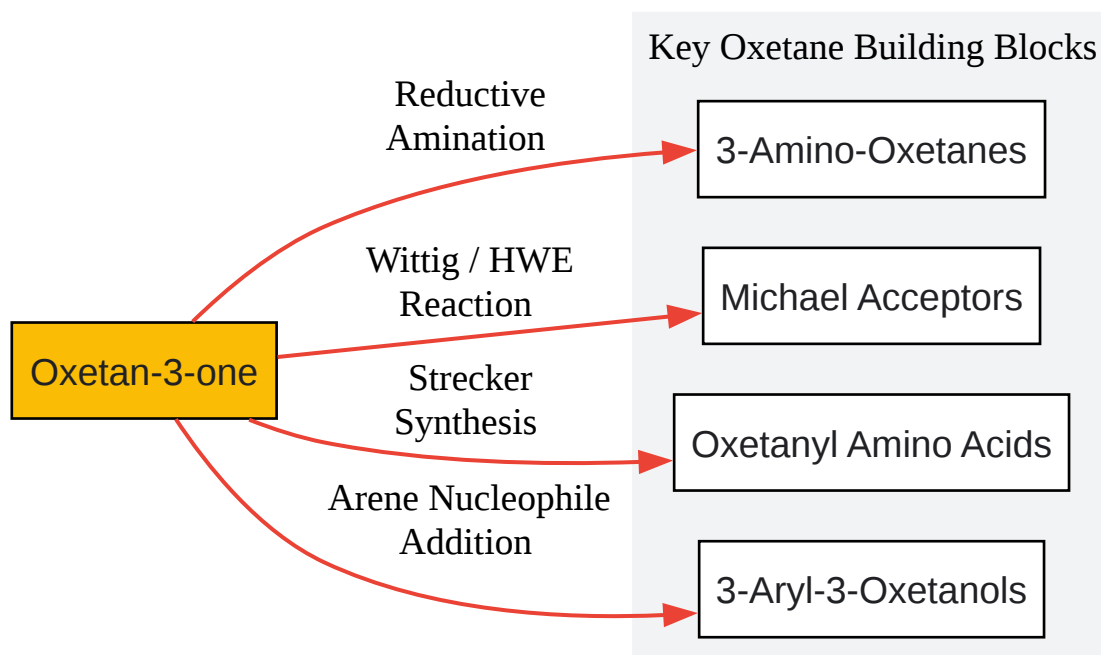 Key Oxetane Building Blocks
Reductive
Amination
3-Amino-Oxetanes
Wittig / HWE
Reaction
Michael Acceptors
Oxetan-3-one
Strecker
Synthesis
Oxetanyl Amino Acids
Arene Nucleophile
Addition
3-Aryl-3-Oxetanols